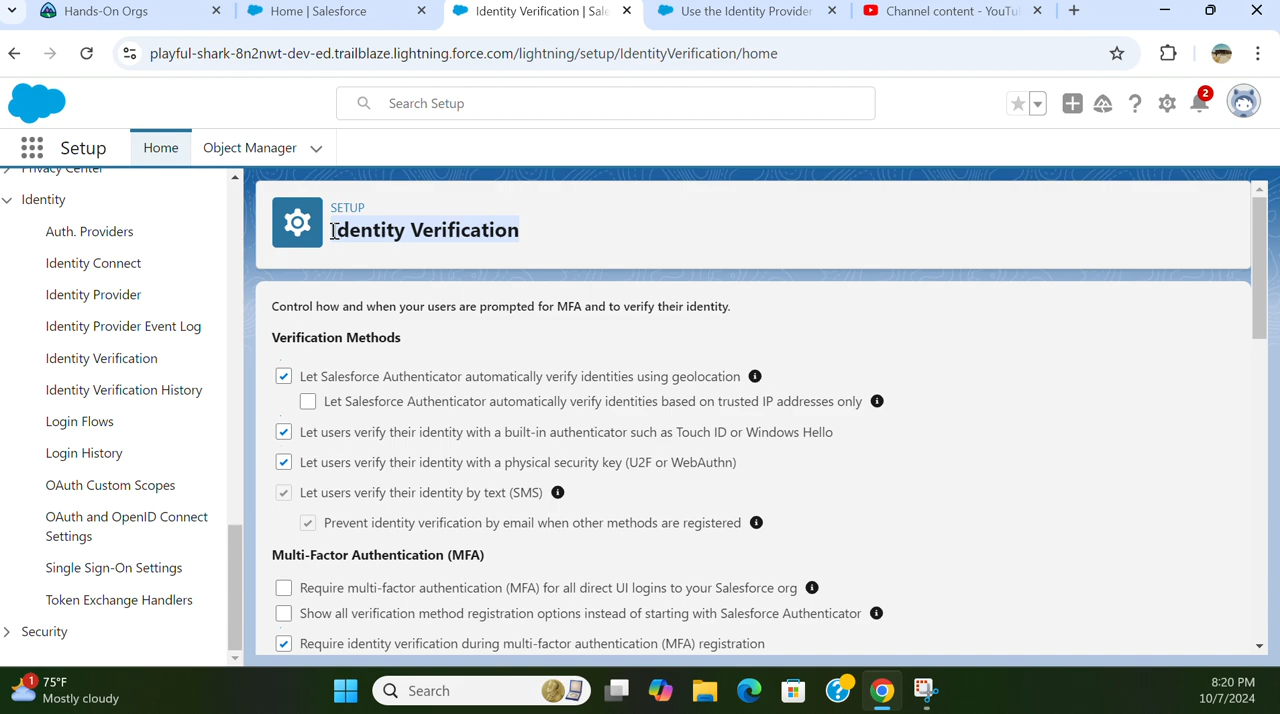 Hands-On Orgs
Home | Salesforce
Identity Verification | Sale
Use the Identity Provider
Channel content - YouTu
playful-shark-8n2nwt-dev-ed.trailblaze.lightning.force.com/lightning/setup/IdentityVerification/home
Search Setup
2
Setup
Home
Object Manager
Privacy Center
Identity
Auth. Providers
Identity Connect
Identity Provider
Identity Provider Event Log
Identity Verification
Identity Verification History
Login Flows
Login History
OAuth Custom Scopes
OAuth and OpenID Connect
Settings
Single Sign-On Settings
Token Exchange Handlers
Security
SETUP
Identity Verification
Control how and when your users are prompted for MFA and to verify their identity.
Verification Methods
Let Salesforce Authenticator automatically verify identities using geolocation
Let Salesforce Authenticator automatically verify identities based on trusted IP addresses only
Let users verify their identity with a built-in authenticator such as Touch ID or Windows Hello
Let users verify their identity with a physical security key (U2F or WebAuthn)
Let users verify their identity by text (SMS)
Prevent identity verification by email when other methods are registered
Multi-Factor Authentication (MFA)
Require multi-factor authentication (MFA) for all direct UI logins to your Salesforce org
Show all verification method registration options instead of starting with Salesforce Authenticator
Require identity verification during multi-factor authentication (MFA) registration
1
75°F
Mostly cloudy
Search
8:20 PM
10/7/2024